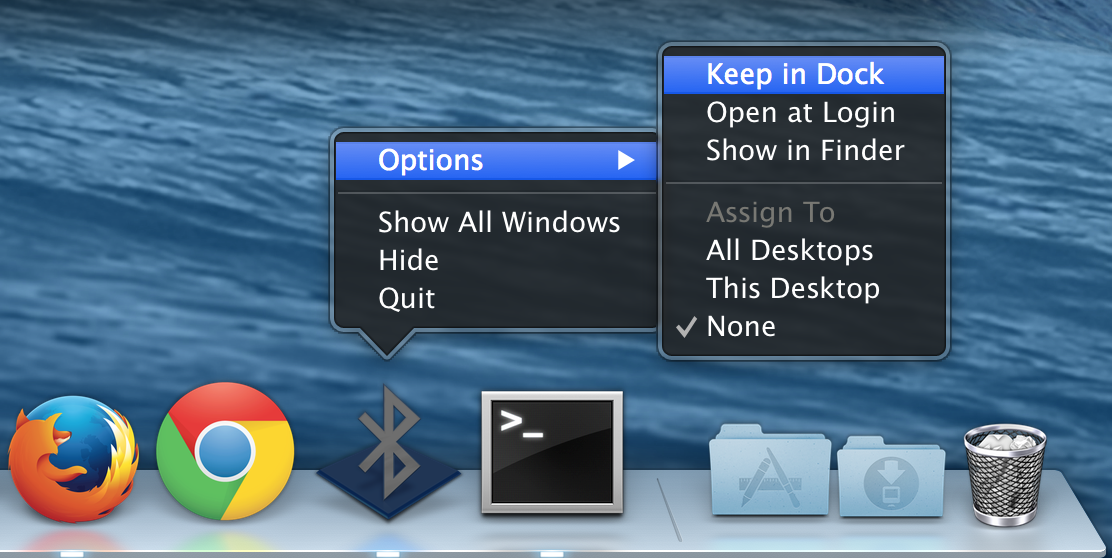 Options
Show All Windows
Hide
Quit
Keep in Dock
Open at Login
Show in Finder
Assign To
All Desktops
This Desktop
None
>_